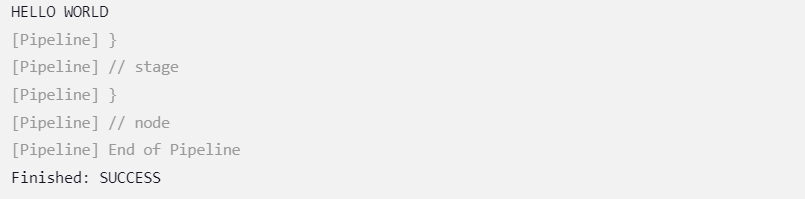 HELLO WORLD
[Pipeline] }
[Pipeline] // stage
[Pipeline] }
[Pipeline] // node
[Pipeline] End of Pipeline
Finished: SUCCESS